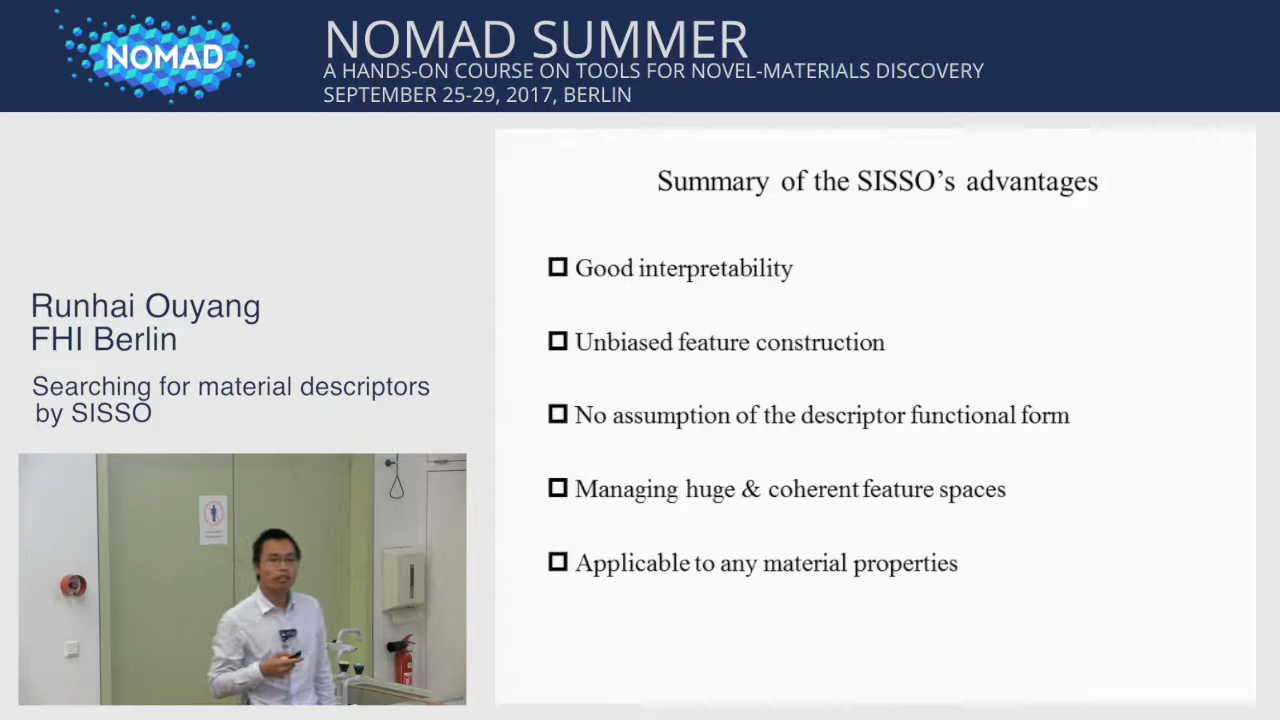 NOMAD
NOMAD SUMMER
A HANDS-ON COURSE ON TOOLS FOR NOVEL-MATERIALS DISCOVERY
SEPTEMBER 25-29, 2017, BERLIN
Runhai Ouyang
FHI Berlin
Searching for material descriptors
by SISSO
Summary of the SISSO’s advantages
Good interpretability
Unbiased feature construction
No assumption of the descriptor functional form
Managing huge & coherent feature spaces
Applicable to any material properties